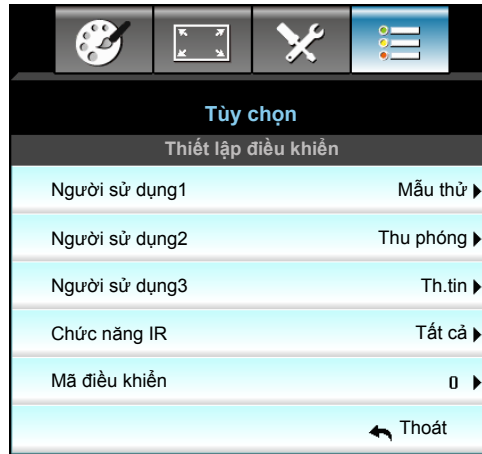 Tùy chọn
Thiết lập điều khiển
Người sử dụng1 Mẫu thử
Người sử dụng2 Thu phóng
Người sử dụng3 Th.tin
Chức năng IR Tất cả
Mã điều khiển 0
Thoát